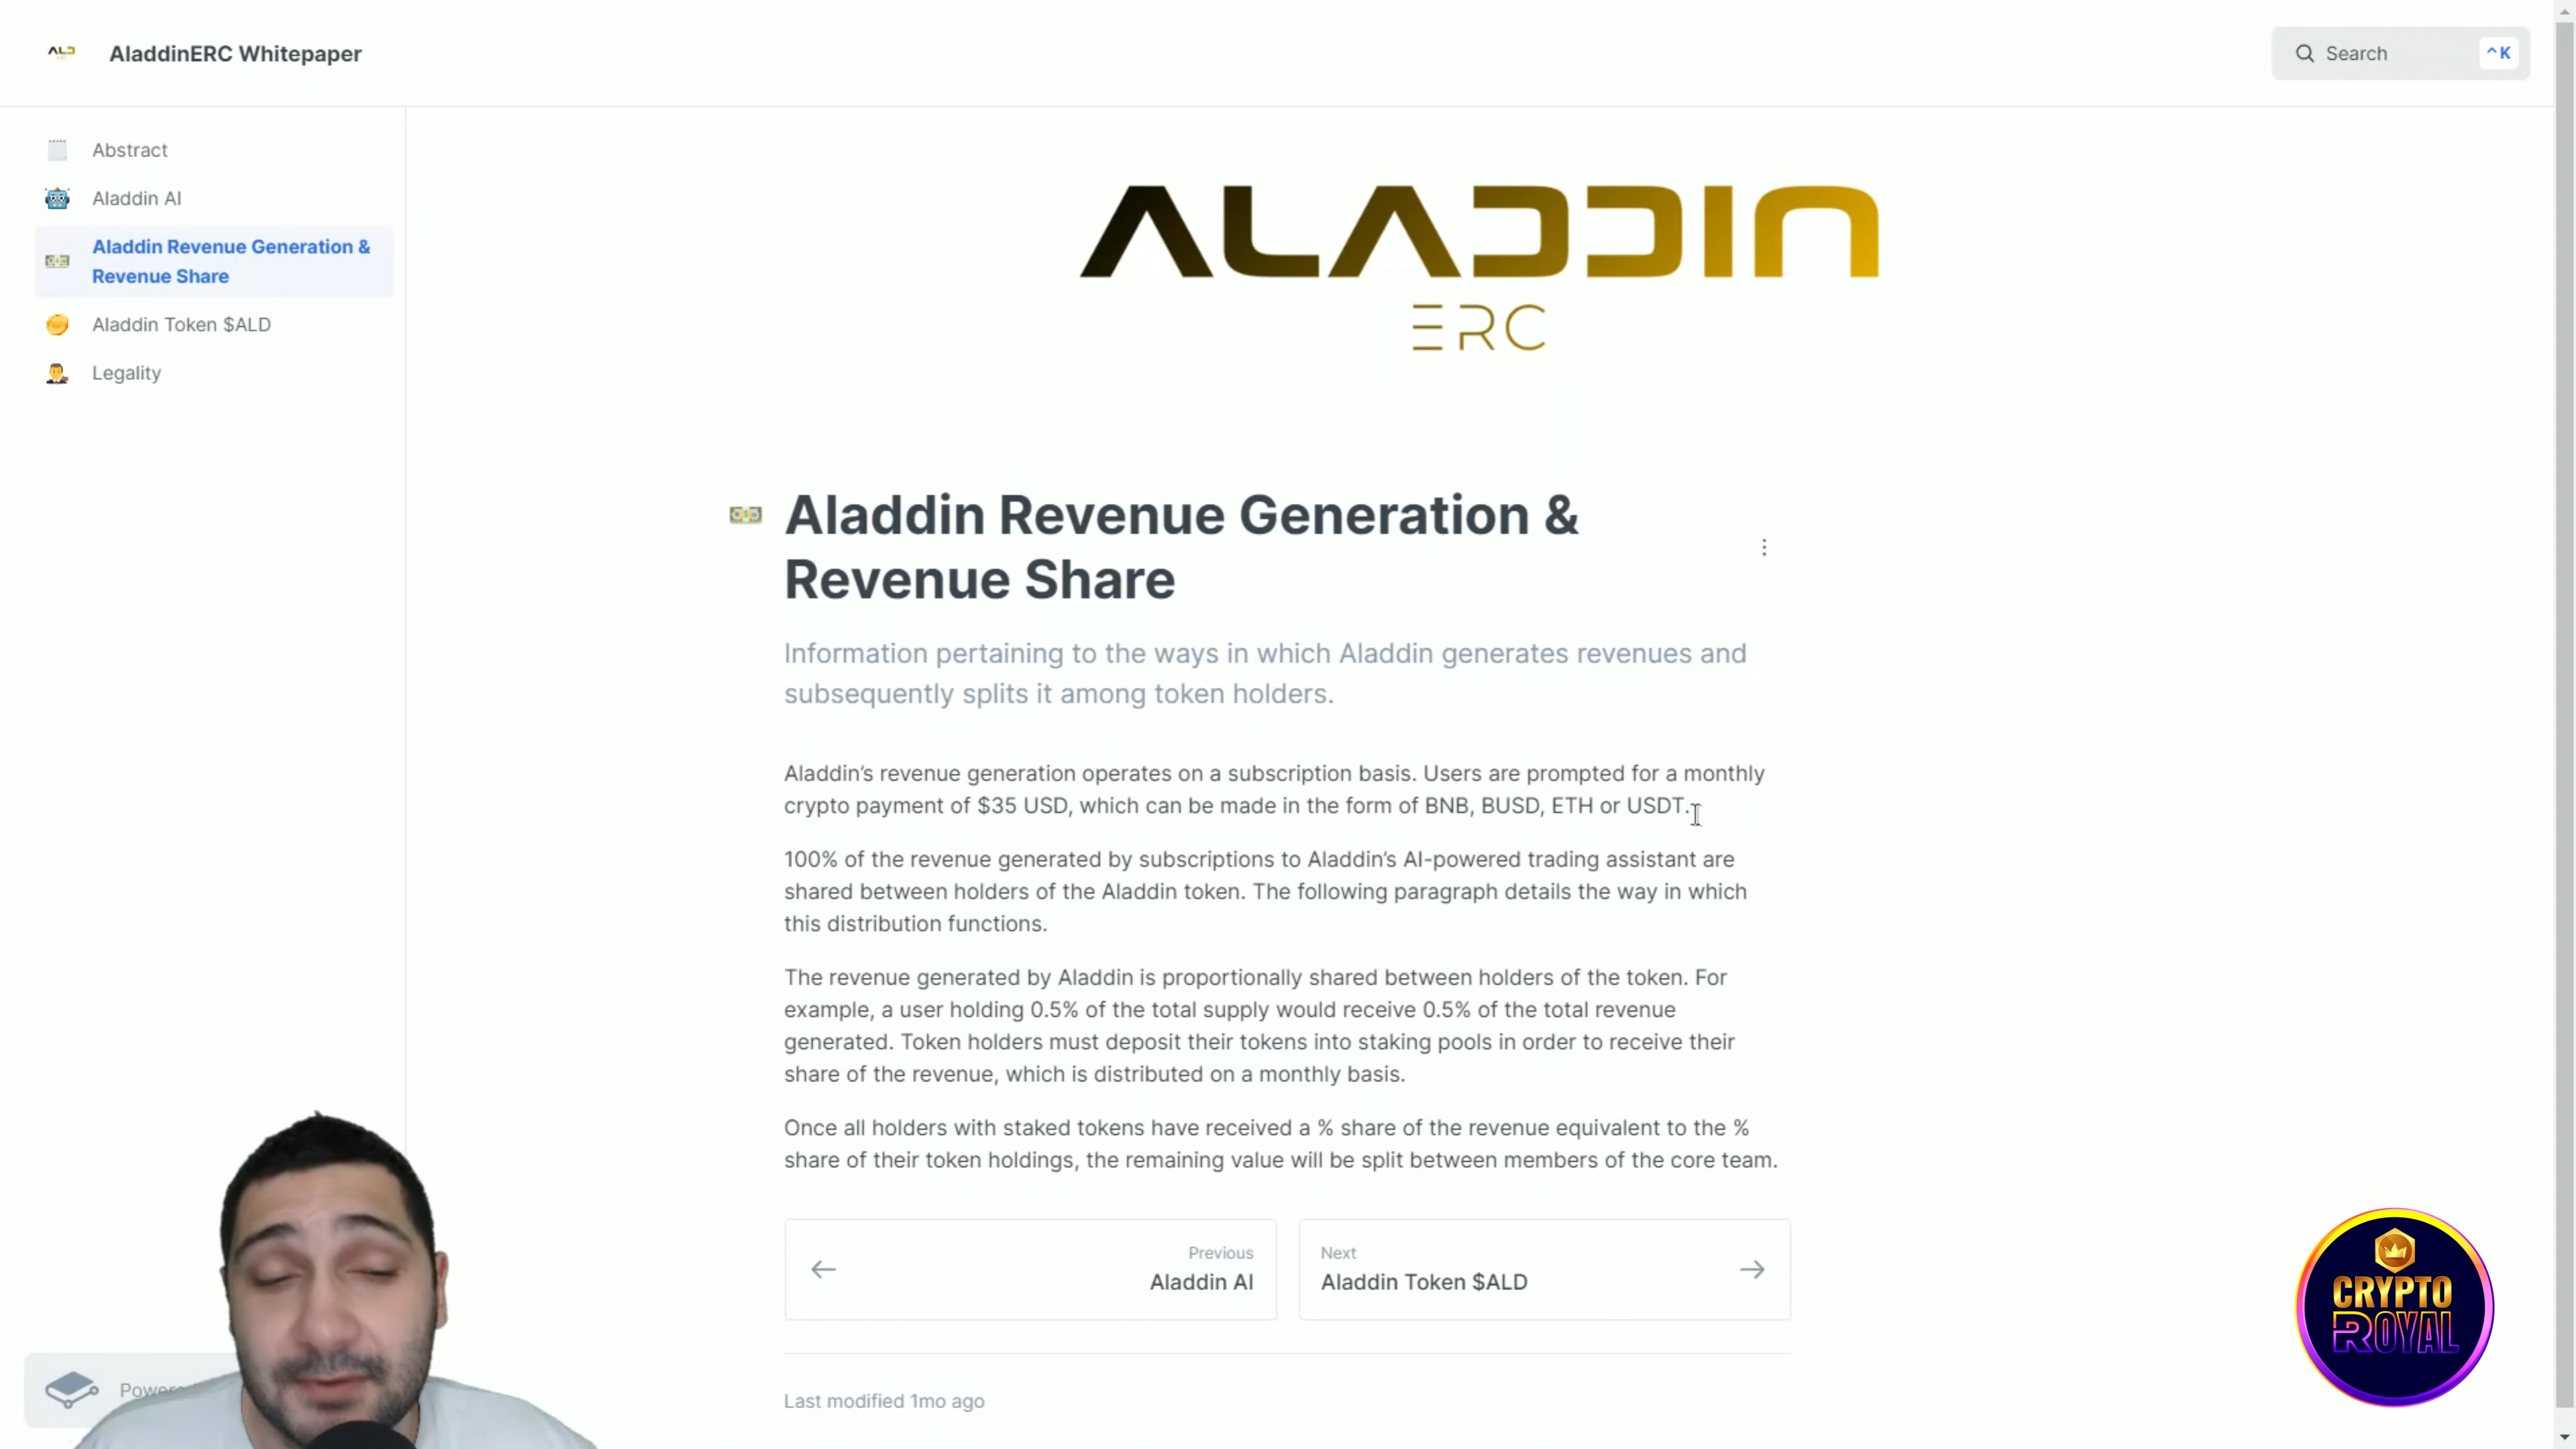 ALD
AladdinERC Whitepaper
Search
^K
Abstract
Aladdin AI
Aladdin Revenue Generation &
Revenue Share
Aladdin Token $ALD
Legality
ALADDIN
ERC
Aladdin Revenue Generation &
Revenue Share
Information pertaining to the ways in which Aladdin generates revenues and
subsequently splits it among token holders.
Aladdin’s revenue generation operates on a subscription basis. Users are prompted for a monthly
crypto payment of $35 USD, which can be made in the form of BNB, BUSD, ETH or USDT.
100% of the revenue generated by subscriptions to Aladdin’s AI-powered trading assistant are
shared between holders of the Aladdin token. The following paragraph details the way in which
this distribution functions.
The revenue generated by Aladdin is proportionally shared between holders of the token. For
example, a user holding 0.5% of the total supply would receive 0.5% of the total revenue
generated. Token holders must deposit their tokens into staking pools in order to receive their
share of the revenue, which is distributed on a monthly basis.
Once all holders with staked tokens have received a % share of the revenue equivalent to the %
share of their token holdings, the remaining value will be split between members of the core team.
Previous
Aladdin AI
Next
Aladdin Token $ALD
Last modified 1mo ago
CRYPTO
ROYAL